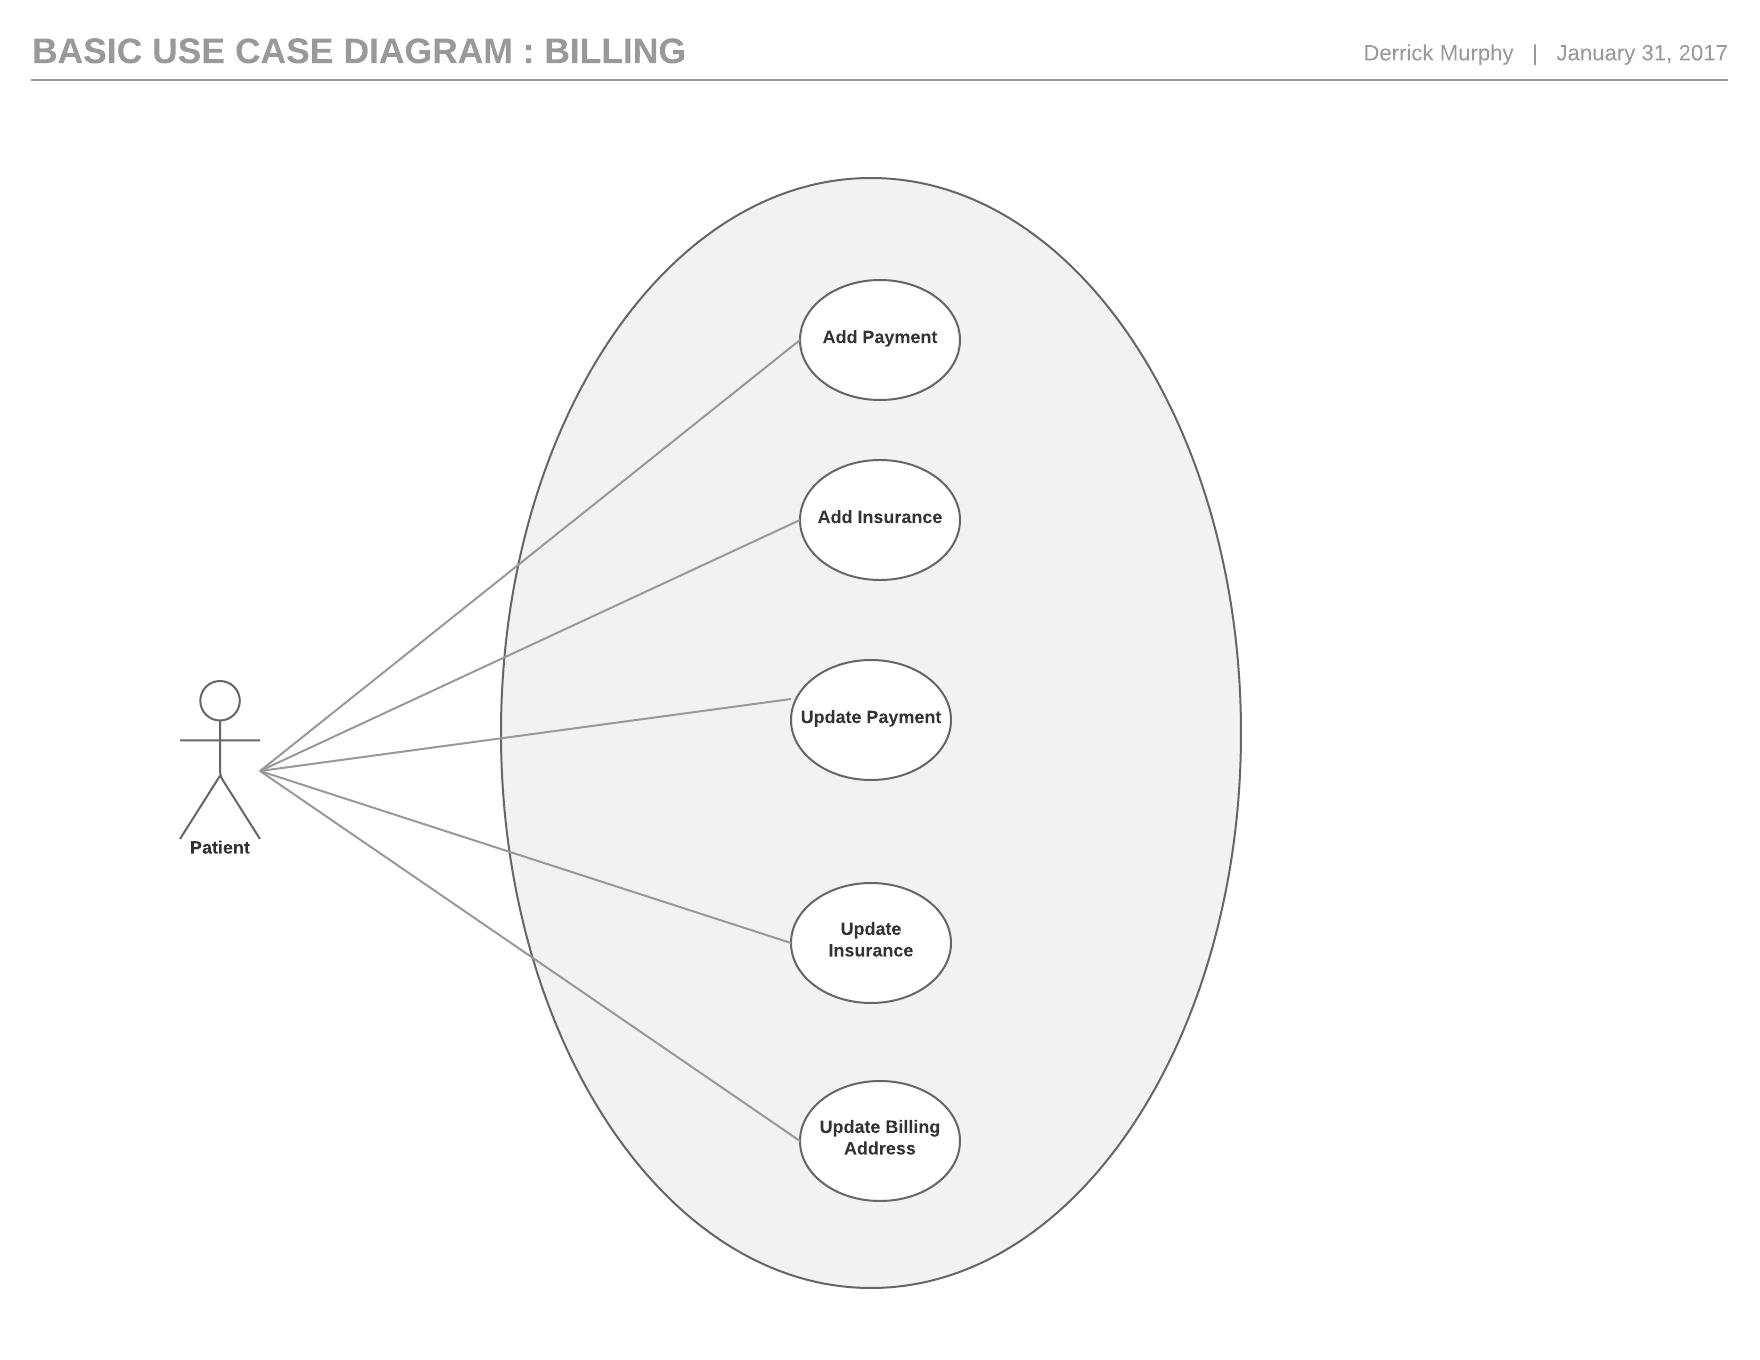 BASIC USE CASE DIAGRAM : BILLING
Derrick Murphy | January 31, 2017
Add Payment
Add Insurance
Update Payment
Patient
Update
Insurance
Update Billing
Address